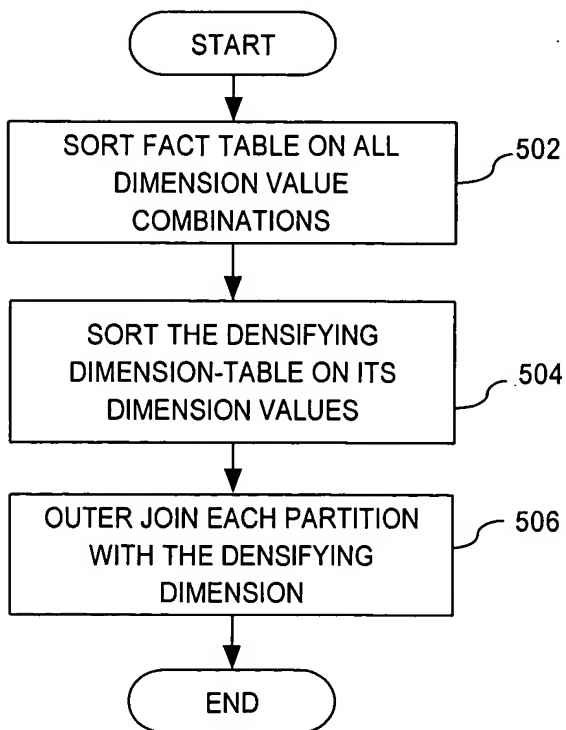 START
SORT FACT TABLE ON ALL
DIMENSION VALUE
COMBINATIONS
502
SORT THE DENSIFYING
DIMENSION-TABLE ON ITS
DIMENSION VALUES
504
OUTER JOIN EACH PARTITION
WITH THE DENSIFYING
DIMENSION
506
END